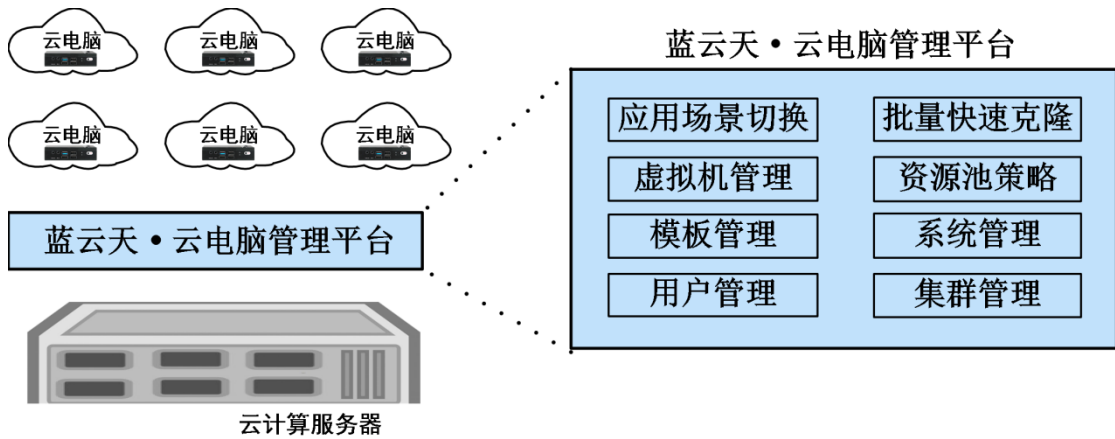 云电脑
云电脑
云电脑
云电脑
云电脑
云电脑
蓝云天·云电脑管理平台
云计算服务器
蓝云天·云电脑管理平台
应用场景切换
批量快速克隆
虚拟机管理
资源池策略
模板管理
系统管理
用户管理
集群管理